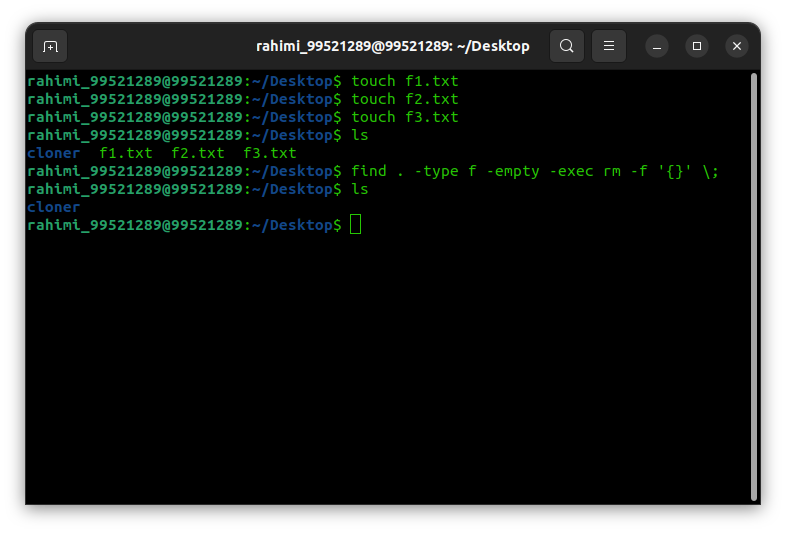 rahimi_99521289@99521289: ~/Desktop
rahimi_99521289@99521289:~/Desktop$ touch f1.txt
rahimi_99521289@99521289:~/Desktop$ touch f2.txt
rahimi_99521289@99521289:~/Desktop$ touch f3.txt
rahimi_99521289@99521289:~/Desktop$ ls
cloner  f1.txt  f2.txt  f3.txt
rahimi_99521289@99521289:~/Desktop$ find . -type f -empty -exec rm -f '{}' \;
rahimi_99521289@99521289:~/Desktop$ ls
cloner
rahimi_99521289@99521289:~/Desktop$